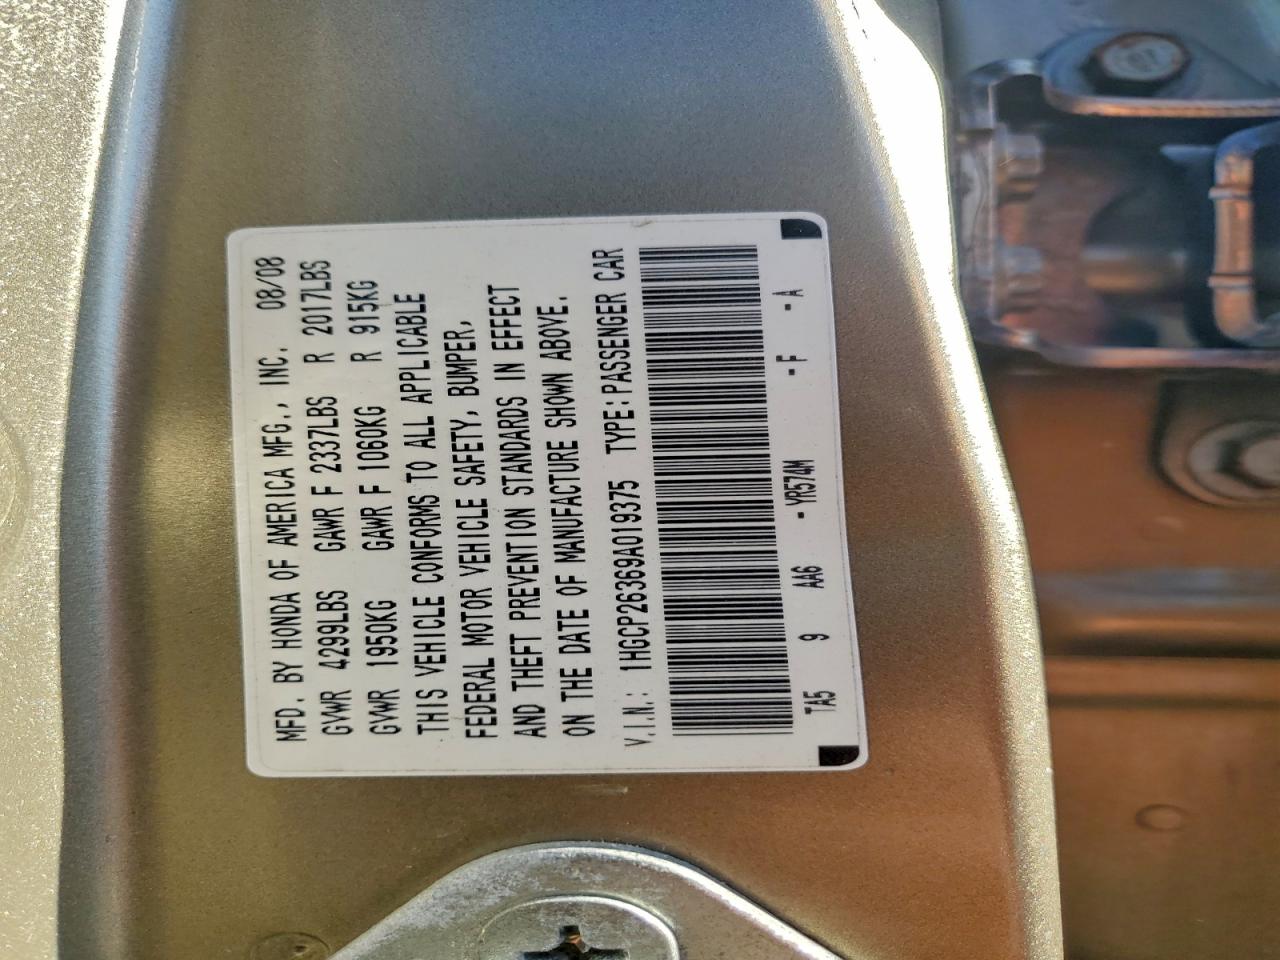 MFD. BY HONDA OF AMERICA MFG., INC. 08/08
GVWR 4299LBS GAWR F 2337LBS R 2017LBS
GVWR 1950KG GAWR F 1060KG R 915KG
THIS VEHICLE CONFORMS TO ALL APPLICABLE
FEDERAL MOTOR VEHICLE SAFETY, BUMPER,
AND THEFT PREVENTION STANDARDS IN EFFECT
ON THE DATE OF MANUFACTURE SHOWN ABOVE.
V.I.N.: 1HGCP26369A019375 TYPE: PASSENGER CAR
TA5 9 AA6 - YR574M - F - A